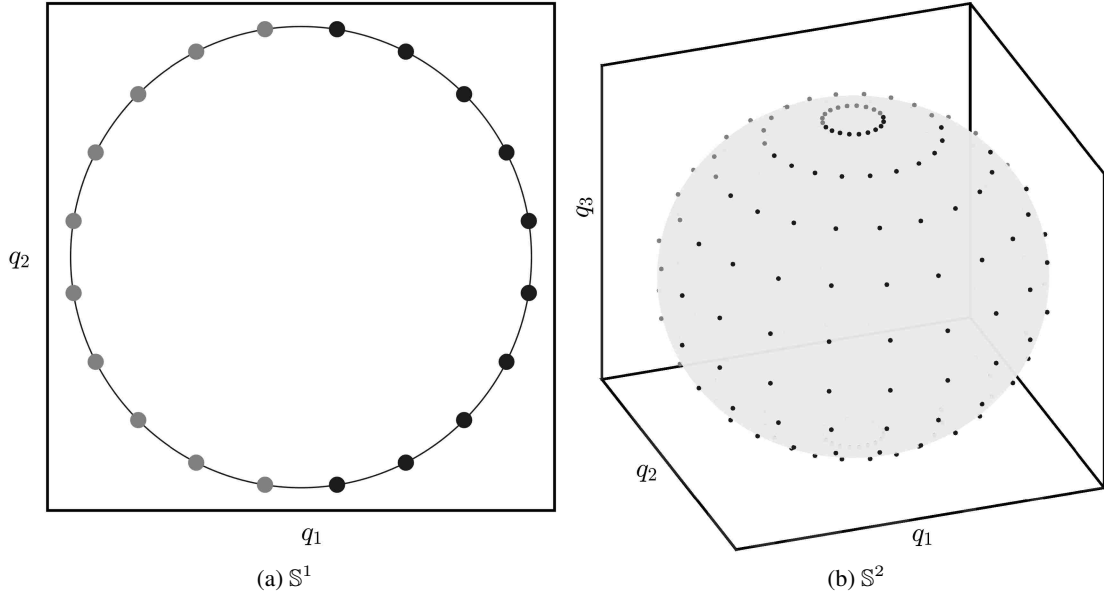 q₂
q₁
(a) 𝕊¹
q₃
q₂
q₁
(b) 𝕊²